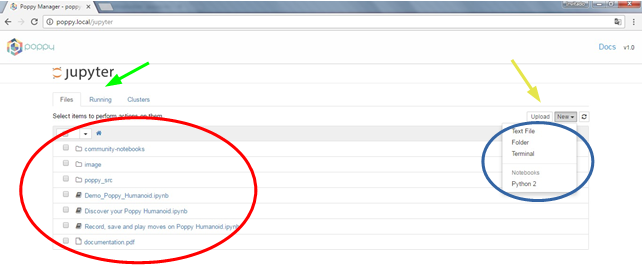 Poppy Manager - poppy.
poppy.local/jupyter
poppy
Docs v1.0
jupyter
Files Running Clusters
Select items to perform actions on them.
Upload New
Text File
Folder
Terminal
Notebooks
Python 2
community-notebooks
image
poppy_src
Demo_Poppy_Humanoid.ipynb
Discover your Poppy Humanoid.ipynb
Record, save and play moves on Poppy Humanoid.ipynb
documentation.pdf